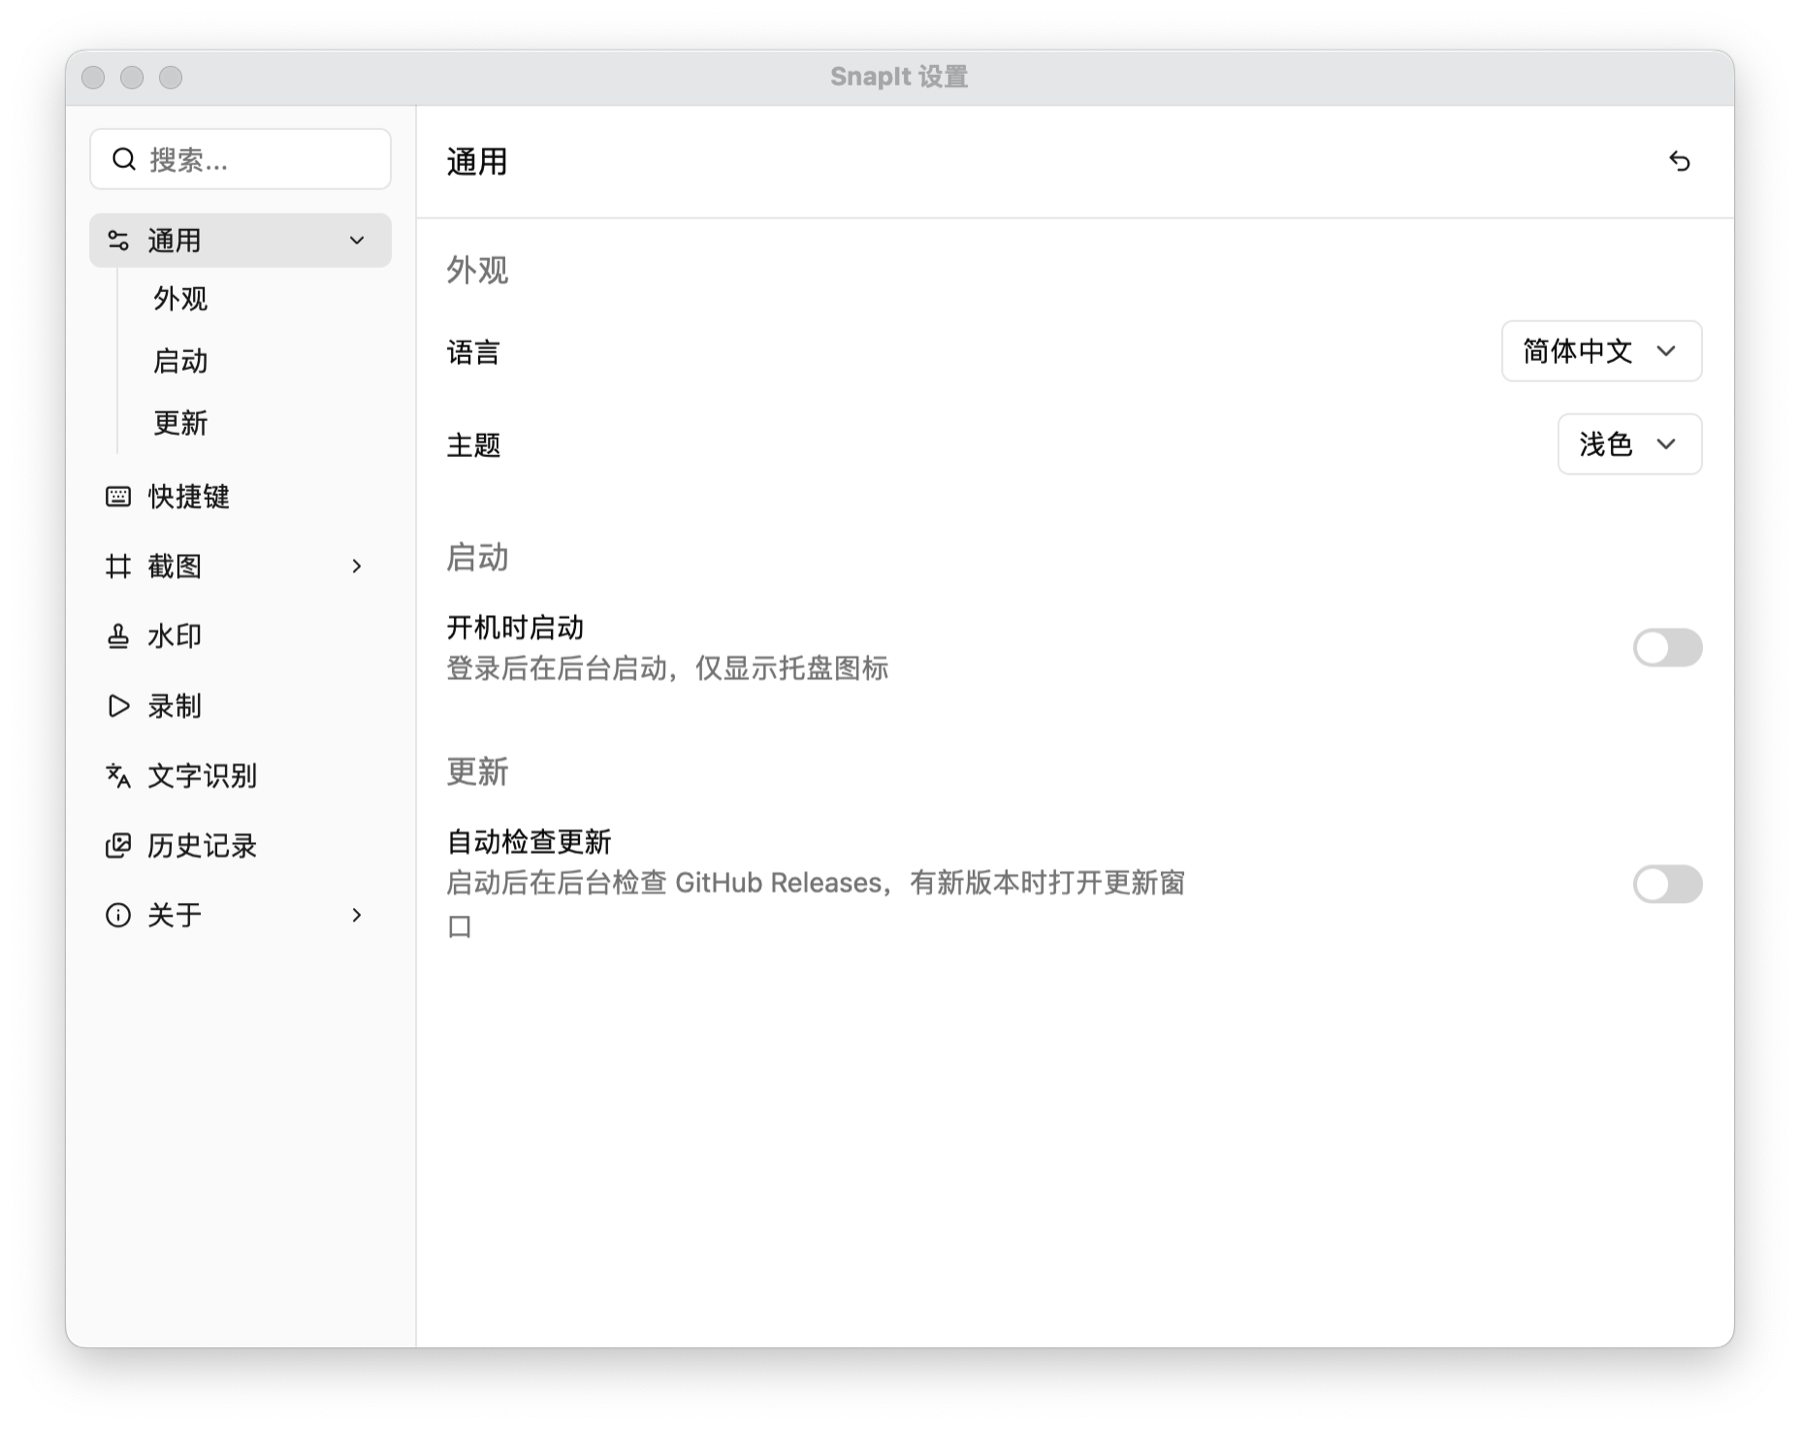 SnapIt 设置
搜索...
通用
外观
启动
更新
快捷键
截图
水印
录制
文字识别
历史记录
关于
通用
外观
语言
简体中文
主题
浅色
启动
开机时启动
登录后在后台启动，仅显示托盘图标
更新
自动检查更新
启动后在后台检查 GitHub Releases，有新版本时打开更新窗
口